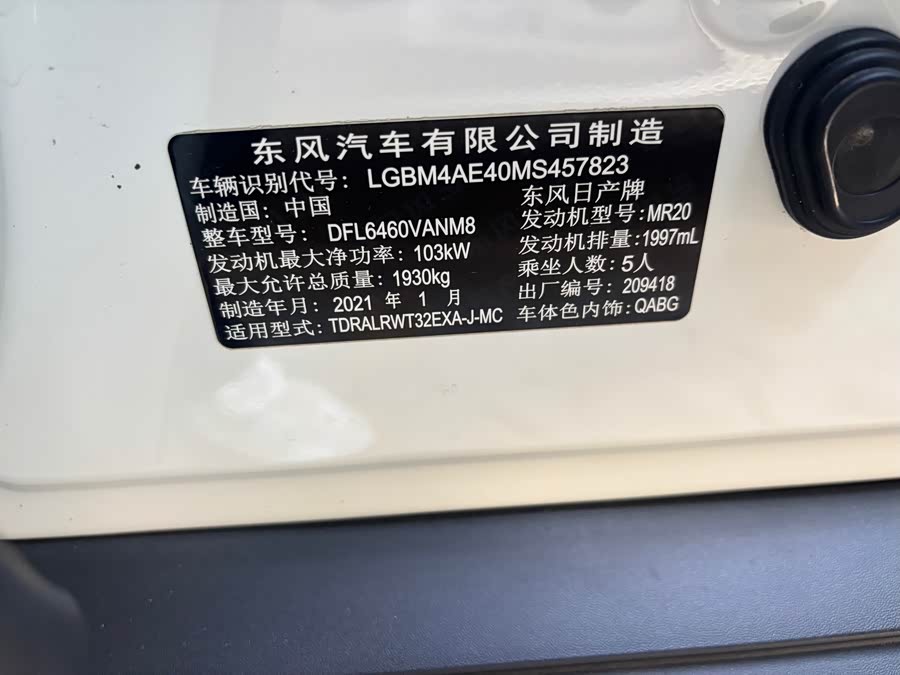 东风汽车有限公司制造
车辆识别代号：LGBM4AE40MS457823
制造国：中国 东风日产牌
整车型号：DFL6460VANM8 发动机型号:MR20
发动机最大净功率：103kW 发动机排量:1997mL
最大允许总质量：1930kg 乘坐人数：5人
制造年月：2021 年 1 月 出厂编号：209418
适用型式:TDRALRWT32EXA-J-MC 车体色内饰:QABG